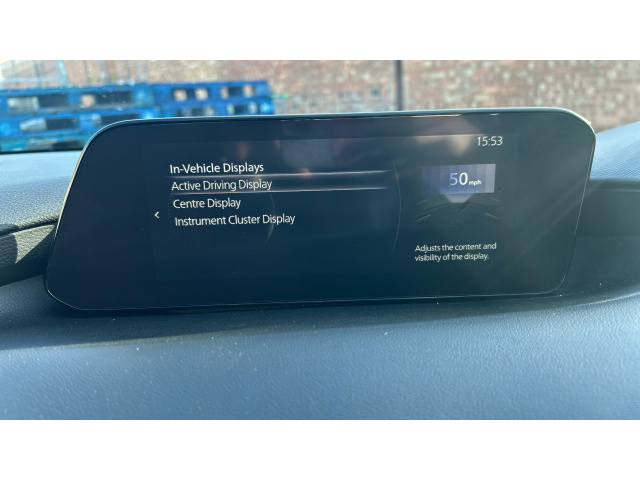 15:53
In-Vehicle Displays
Active Driving Display
Centre Display
Instrument Cluster Display
50 mph
Adjusts the content and
visibility of the display.